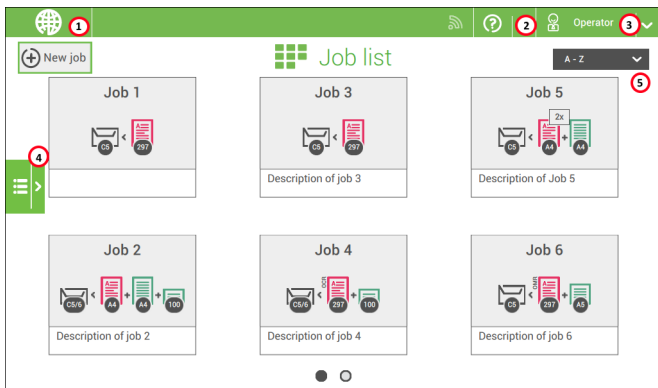 1
2
Operator
3
New job
Job list
A - Z
5
Job 1
C5
A
297
Job 3
C5
A
297
Description of job 3
Job 5
2x
C5
A
A4
A4
Description of Job 5
4
Job 2
C5/6
A
A4
A4
100
Description of job 2
Job 4
OCR
C5/6
A
297
100
Description of job 4
Job 6
OMR
C5
A
297
A5
Description of job 6